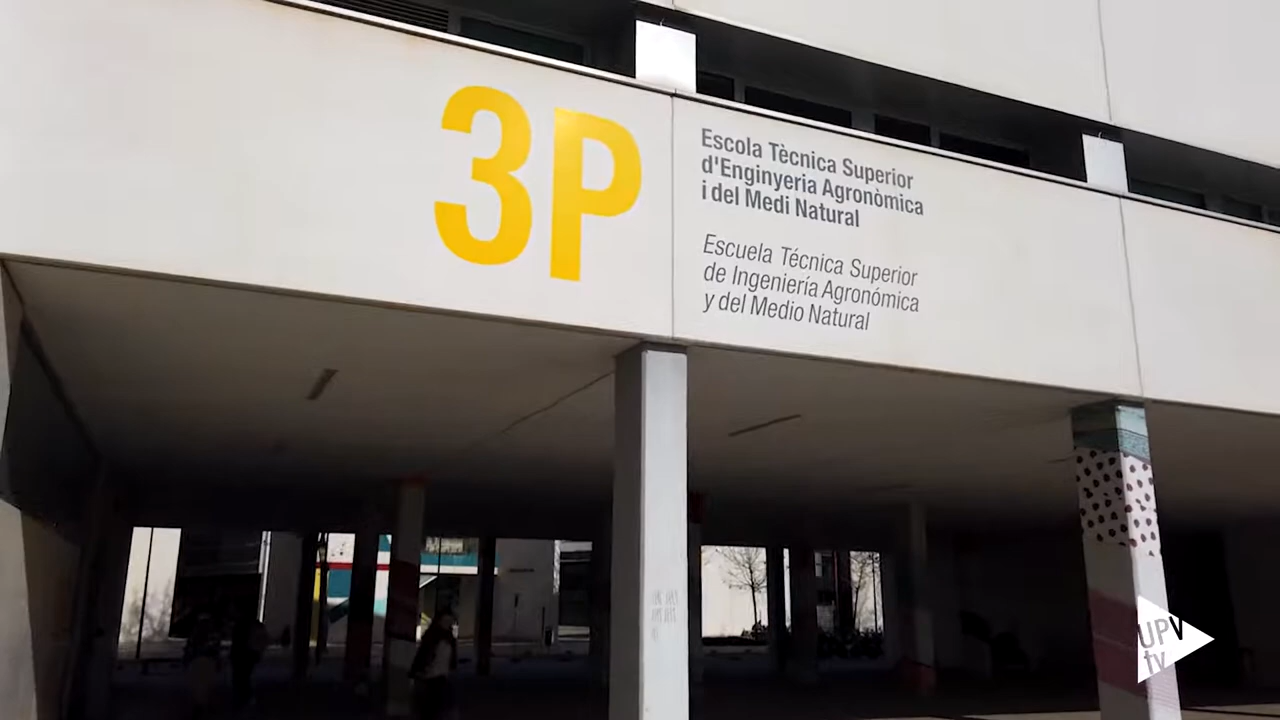 3P
Escola Tècnica Superior
d'Enginyeria Agronòmica
i del Medi Natural
Escuela Técnica Superior
de Ingeniería Agronómica
y del Medio Natural
UPV
tv